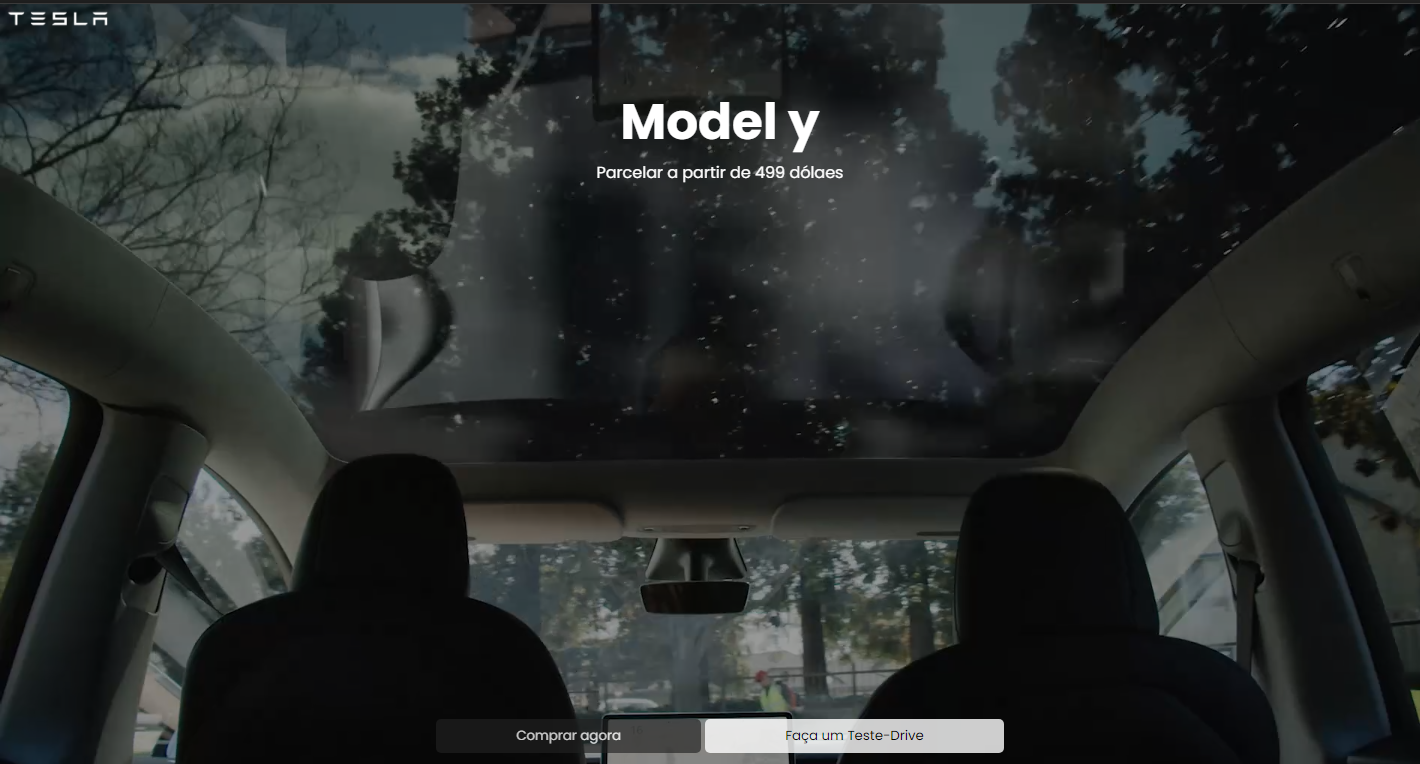 TESLA
Model y
Parcelar a partir de 499 dólaes
Comprar agora
Faça um Teste-Drive